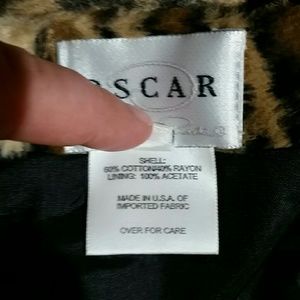 OSCAR
SHELL:
60% COTTON/40% RAYON
LINING: 100% ACETATE
MADE IN U.S.A. OF
IMPORTED FABRIC
OVER FOR CARE